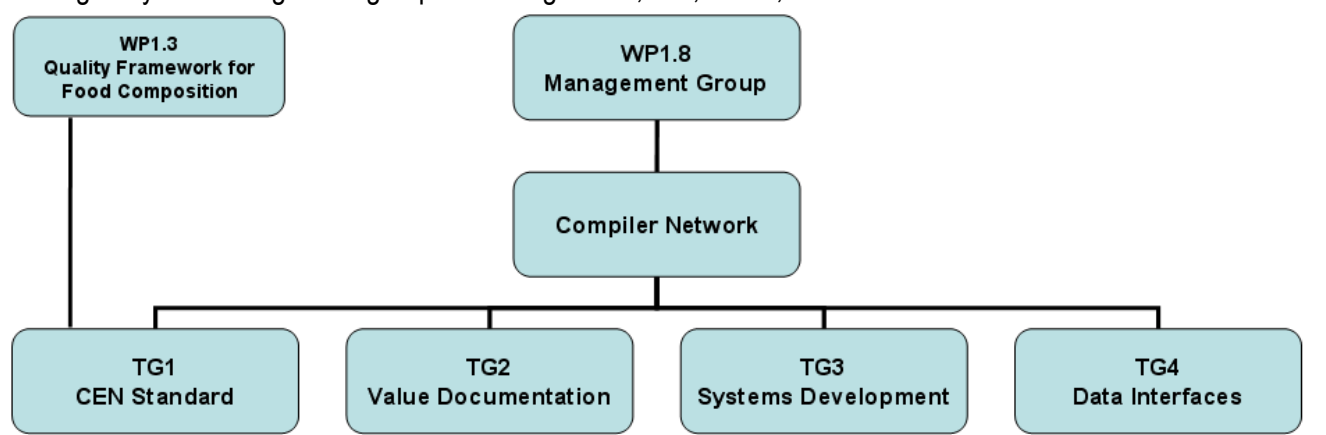 WP1.3
Quality Framework for
Food Composition
WP1.8
Management Group
Compiler Network
TG1
CEN Standard
TG2
Value Documentation
TG3
Systems Development
TG4
Data Interfaces